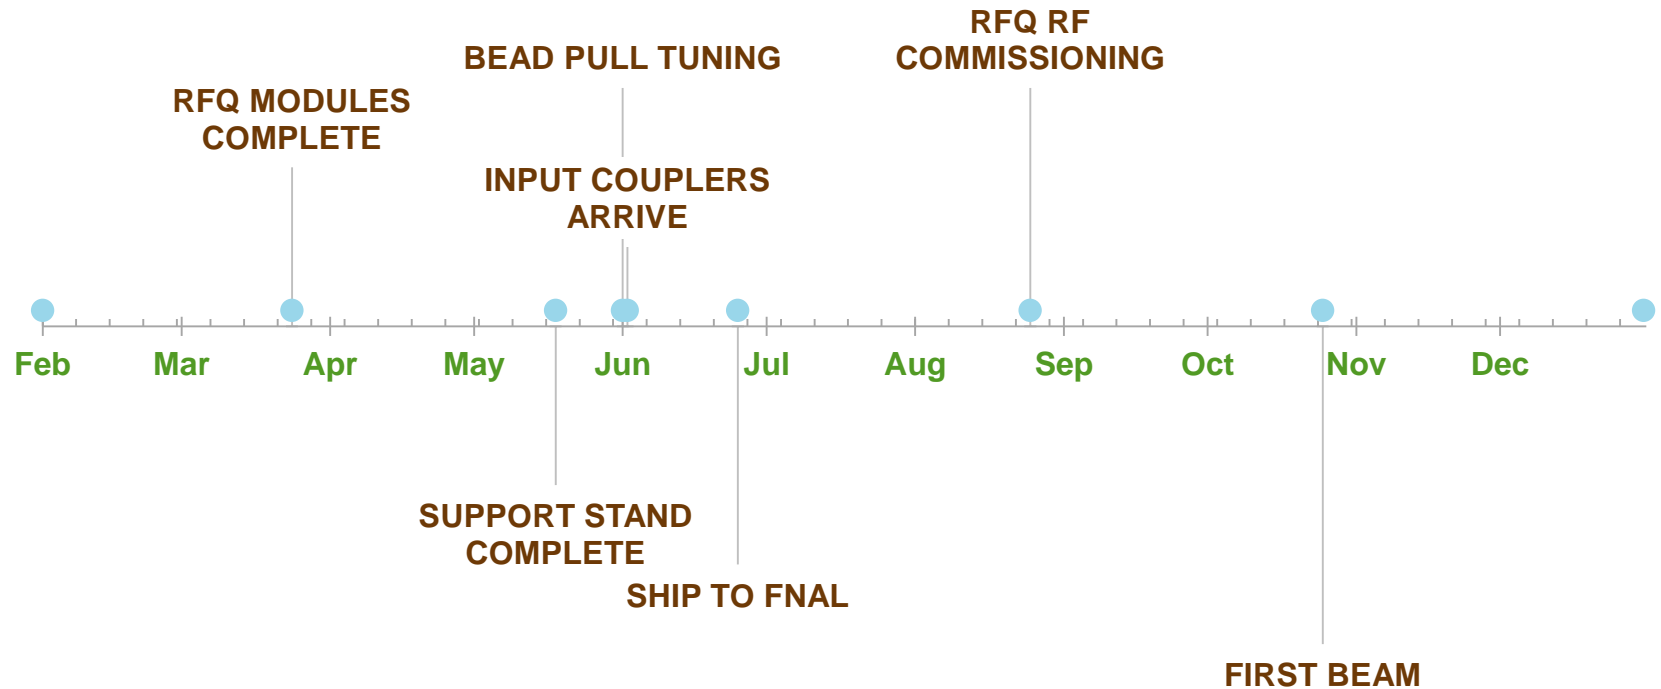 RFQ RF
COMMISSIONING
BEAD PULL TUNING
RFQ MODULES
COMPLETE
INPUT COUPLERS
ARRIVE
Feb Mar Apr May Jun Jul Aug Sep Oct Nov Dec
SUPPORT STAND
COMPLETE
SHIP TO FNAL
FIRST BEAM